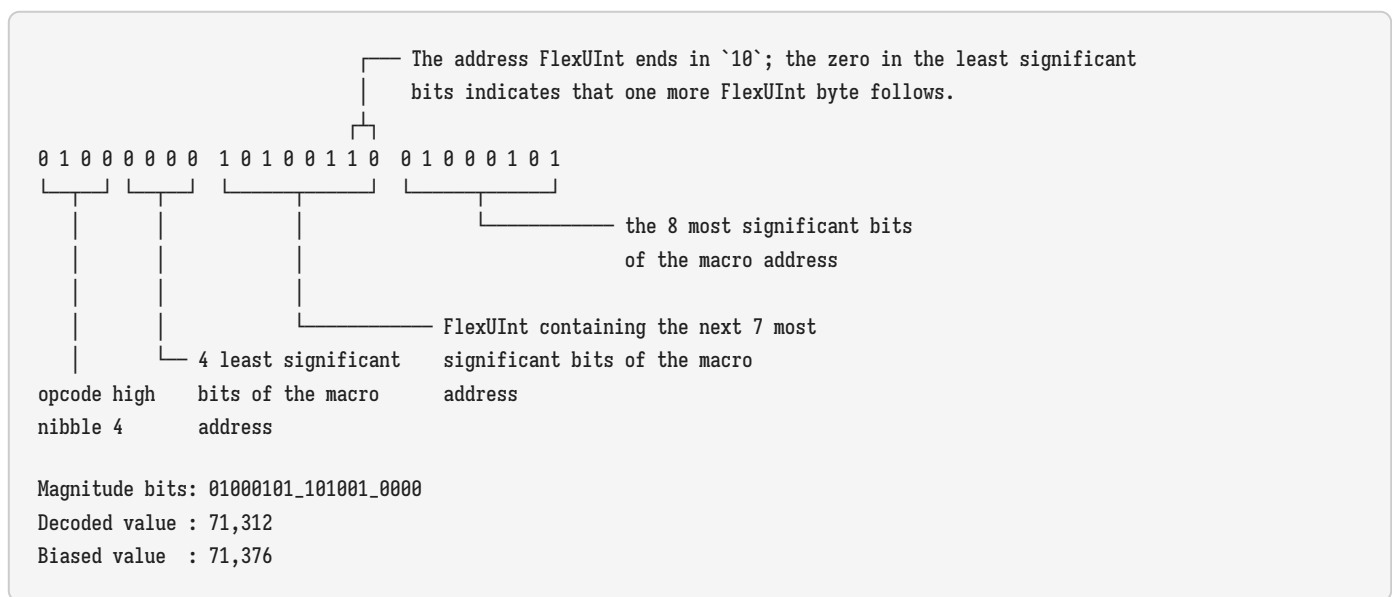 The address FlexUInt ends in `10`; the zero in the least significant
bits indicates that one more FlexUInt byte follows.
0 1 0 0 0 0 0 0 1 0 1 0 0 1 1 0 0 1 0 0 0 1 0 1
the 8 most significant bits
of the macro address
FlexUInt containing the next 7 most
4 least significant significant bits of the macro
opcode high bits of the macro address
nibble 4 address
Magnitude bits: 01000101_101001_0000
Decoded value : 71,312
Biased value : 71,376